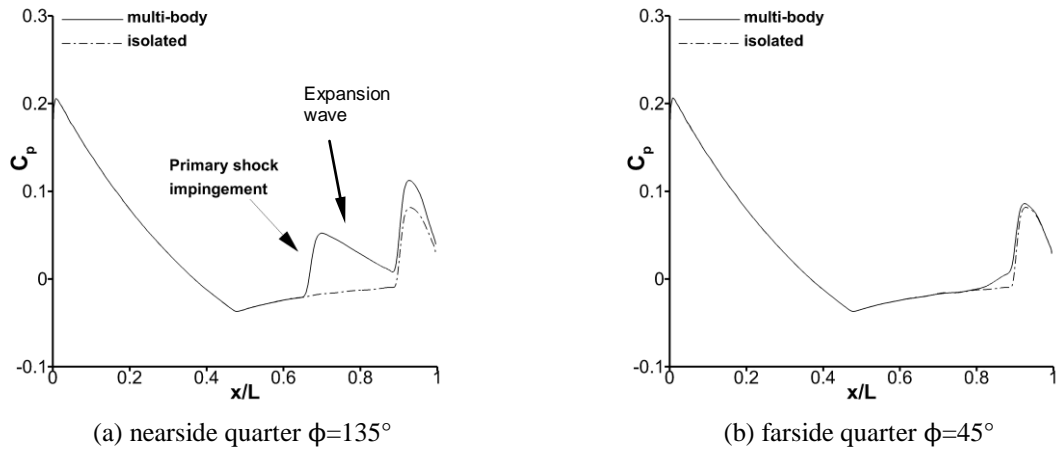 0.3
multi-body
isolated
0.2
Cp
0.1
0
-0.1
Expansion
wave
Primary shock
impingement
0
0.2
0.4
0.6
0.8
1
x/L
(a) nearside quarter ϕ=135°
0.3
multi-body
isolated
0.2
Cp
0.1
0
-0.1
0
0.2
0.4
0.6
0.8
1
x/L
(b) farside quarter ϕ=45°